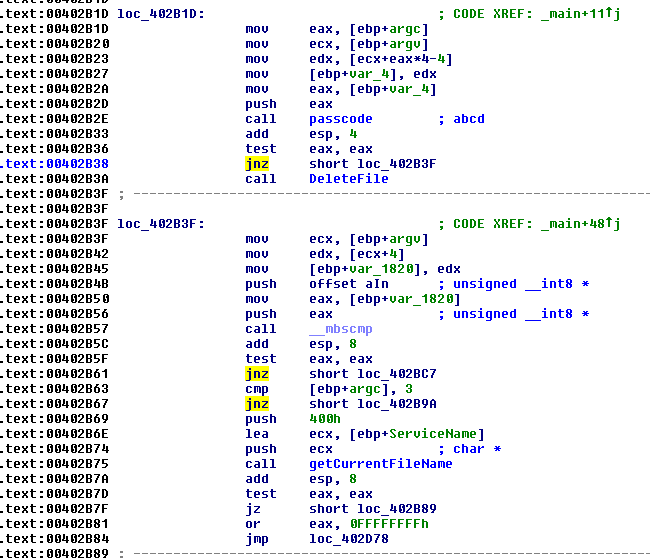 .text:00402B1D loc_402B1D: ; CODE XREF: _main+11↑j
.text:00402B1D mov eax, [ebp+argc]
.text:00402B20 mov ecx, [ebp+argv]
.text:00402B23 mov edx, [ecx+eax*4-4]
.text:00402B27 mov [ebp+var_4], edx
.text:00402B2A mov eax, [ebp+var_4]
.text:00402B2D push eax
.text:00402B2E call passcode ; abcd
.text:00402B33 add esp, 4
.text:00402B36 test eax, eax
.text:00402B38 jnz short loc_402B3F
.text:00402B3A call DeleteFile
.text:00402B3F ; ---------------------------------------------------------------------------
.text:00402B3F
.text:00402B3F loc_402B3F: ; CODE XREF: _main+48↑j
.text:00402B3F mov ecx, [ebp+argv]
.text:00402B42 mov edx, [ecx+4]
.text:00402B45 mov [ebp+var_1820], edx
.text:00402B4B push offset aIn ; unsigned __int8 *
.text:00402B50 mov eax, [ebp+var_1820]
.text:00402B56 push eax ; unsigned __int8 *
.text:00402B57 call __mbscmp
.text:00402B5C add esp, 8
.text:00402B5F test eax, eax
.text:00402B61 jnz short loc_402BC7
.text:00402B63 cmp [ebp+argc], 3
.text:00402B67 jnz short loc_402B9A
.text:00402B69 push 400h
.text:00402B6E lea ecx, [ebp+ServiceName]
.text:00402B74 push ecx ; char *
.text:00402B75 call getCurrentFileName
.text:00402B7A add esp, 8
.text:00402B7D test eax, eax
.text:00402B7F jz short loc_402B89
.text:00402B81 or eax, 0FFFFFFFFh
.text:00402B84 jmp loc_402D78
.text:00402B89 ; ---------------------------------------------------------------------------